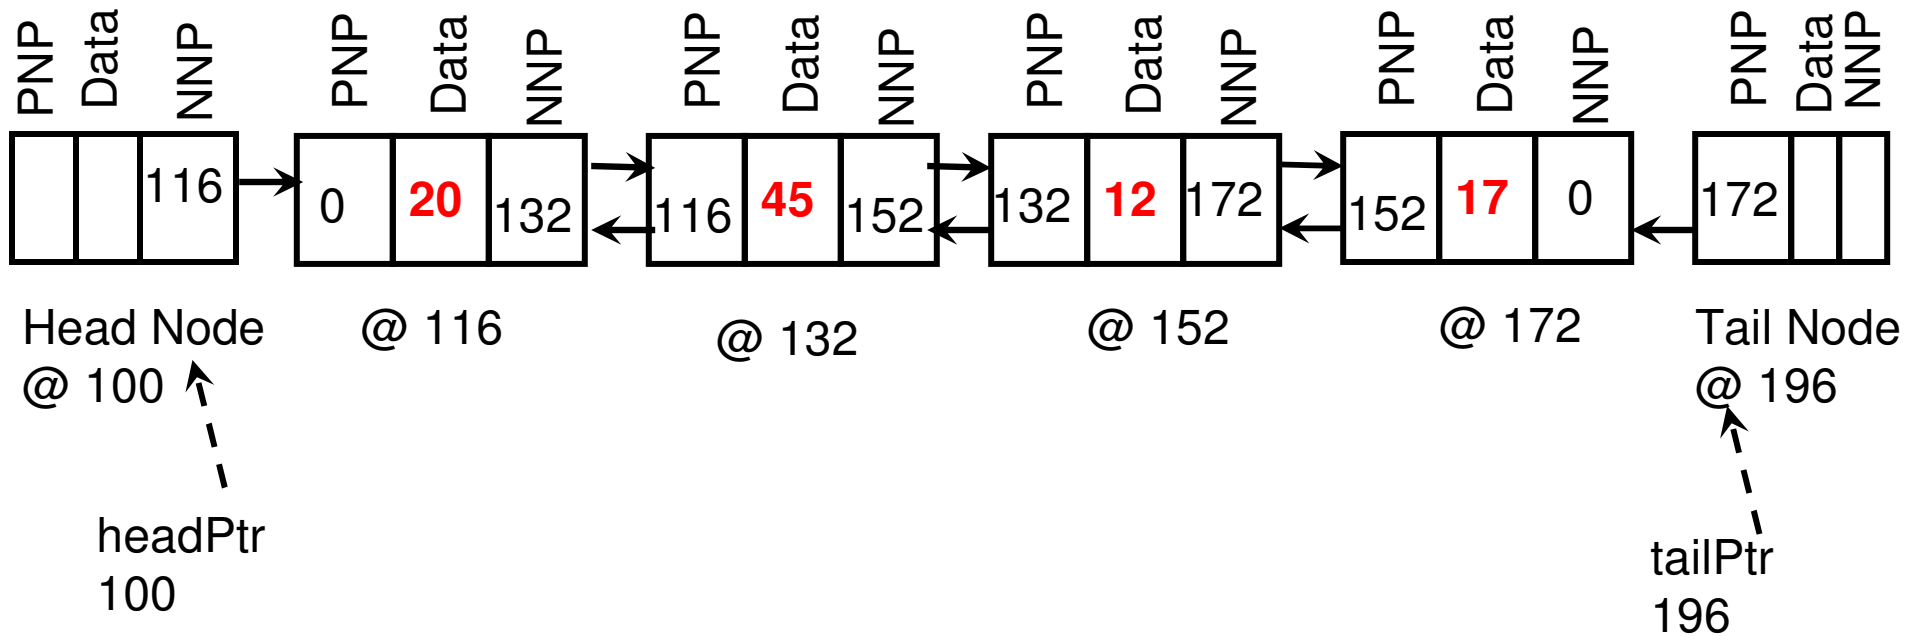 PNP Data NNP PNP Data NNP PNP Data NNP PNP Data NNP PNP Data NNP PNP Data NNP
116 0 20 132 116 45 152 132 12 172 152 17 0 172
Head Node @ 116 @ 132 @ 152 @ 172 Tail Node
@ 100 @ 196
headPtr tailPtr
100 196